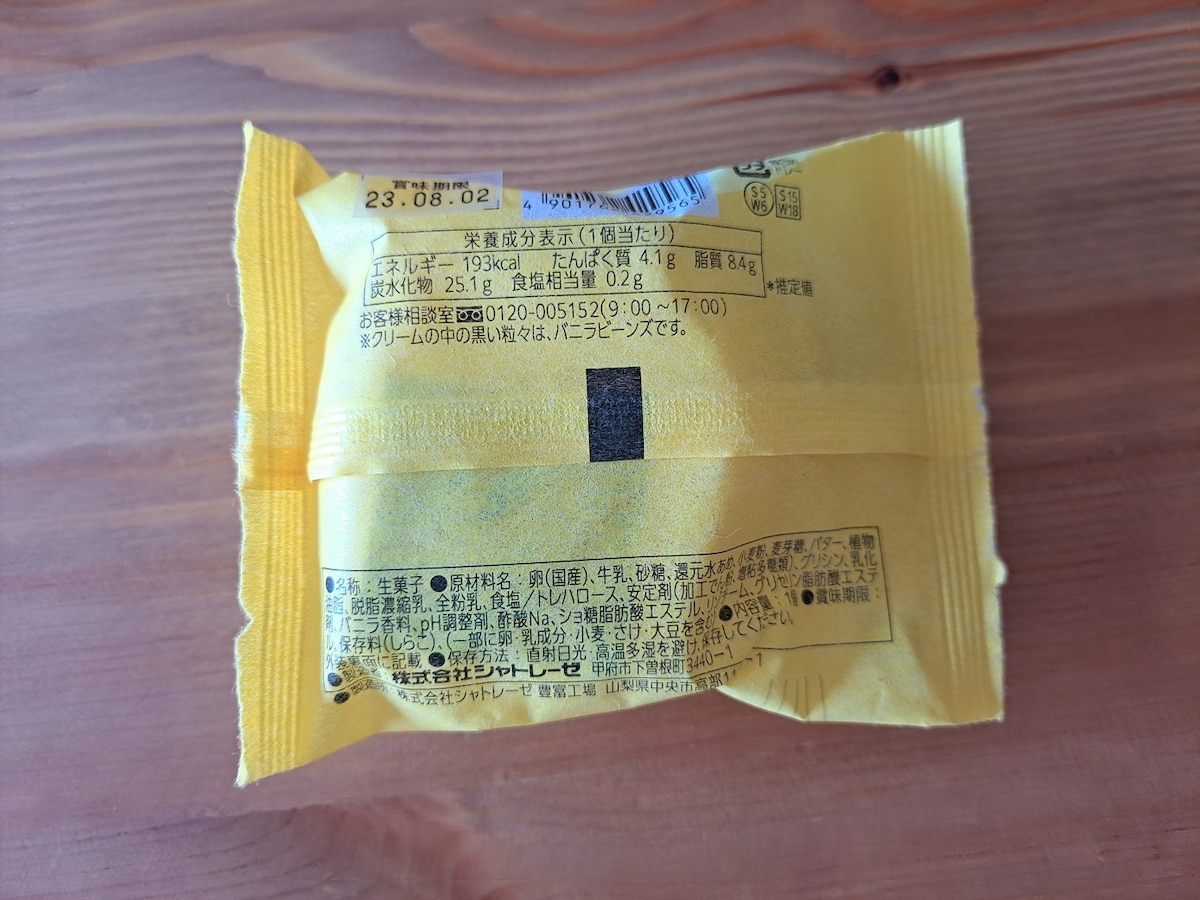 賞味期限
23.08.02
4 9017 9565
S5 W6
S15 W18
栄養成分表示(1個当たり)
エネルギー 193kcal たんぱく質 4.1g 脂質 8.4g
炭水化物 25.1g 食塩相当量 0.2g
*推定値
お客様相談室 0120-005152(9:00~17:00)
※クリームの中の黒い粒々は、バニラビーンズです。
●名称:生菓子 ●原材料名:卵(国産)、牛乳、砂糖、還元水あめ、小麦粉、麦芽糖、バター、植物
油脂、脱脂濃縮乳、全粉乳、食塩/トレハロース、安定剤(加工でん粉、増粘多糖類)、グリシン、乳化
剤、バニラ香料、pH調整剤、酢酸Na、ショ糖脂肪酸エステル、リゾチーム、グリセリン脂肪酸エステ
ル、保存料(しらこ)、(一部に卵・乳成分・小麦・さけ・大豆を含む) ●内容量:1個 ●賞味期限:
外装裏面に記載 ●保存方法:直射日光・高温多湿を避け、保存してください。
株式会社シャトレーゼ 甲府市下曽根町3440-1
●製造所 株式会社シャトレーゼ 豊富工場 山梨県中央市高部11